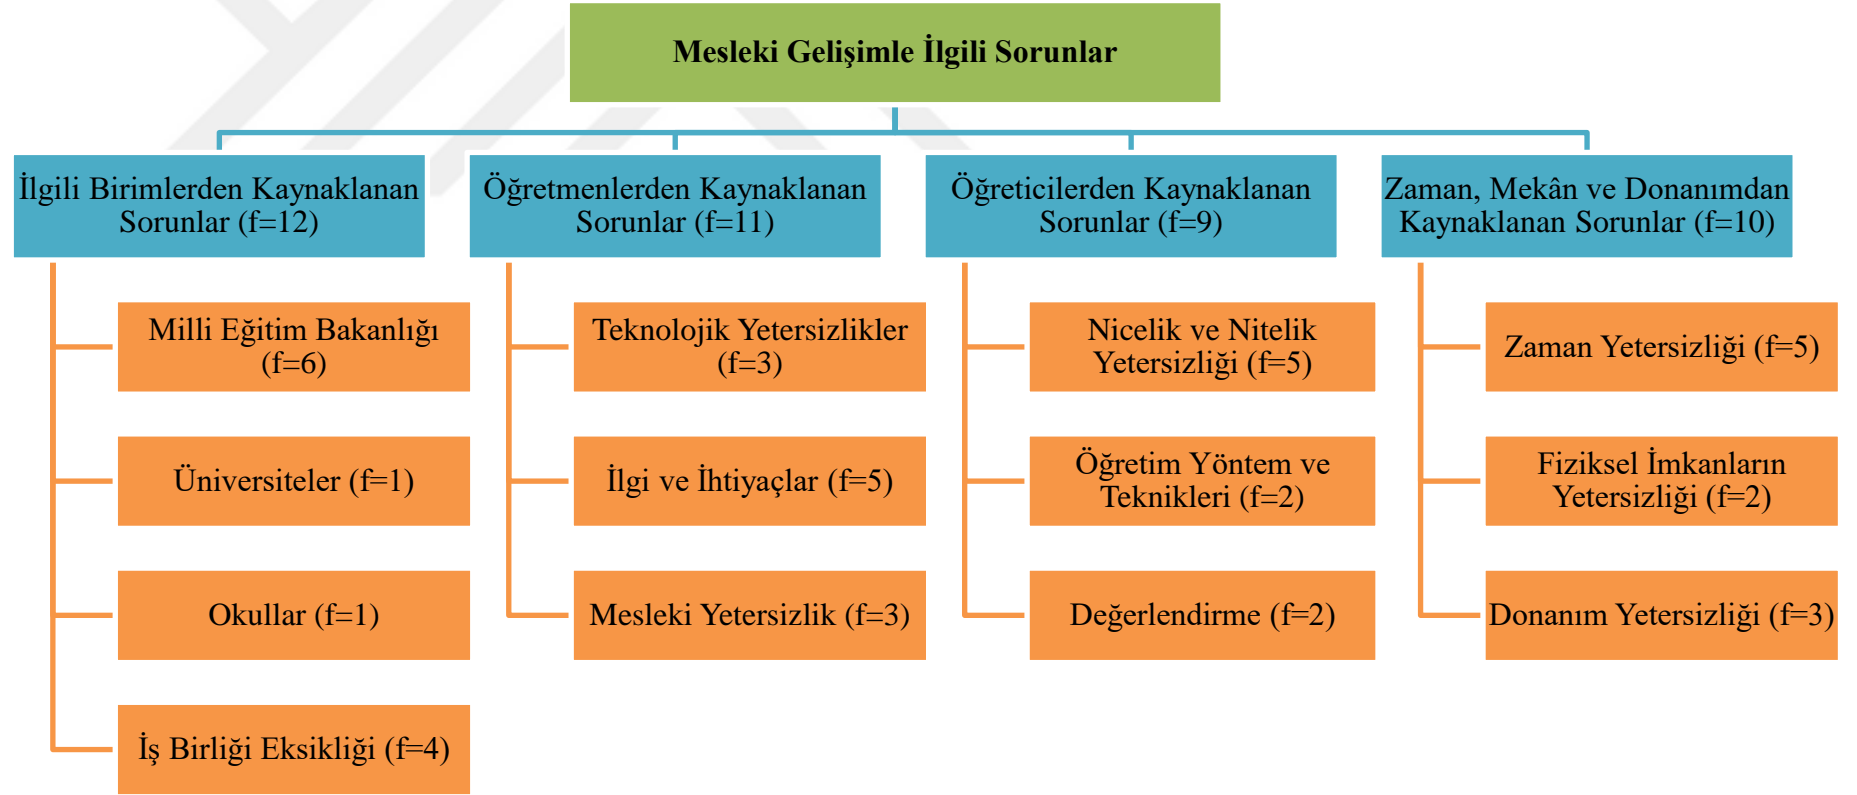 Mesleki Gelişimle İlgili Sorunlar
İlgili Birimlerden Kaynaklanan
Sorunlar (f=12)
Milli Eğitim Bakanlığı
(f=6)
Üniversiteler (f=1)
Okullar (f=1)
İş Birliği Eksikliği (f=4)
Öğretmenlerden Kaynaklanan
Sorunlar (f=11)
Teknolojik Yetersizlikler
(f=3)
İlgi ve İhtiyaçlar (f=5)
Mesleki Yetersizlik (f=3)
Öğreticilerden Kaynaklanan
Sorunlar (f=9)
Nicelik ve Nitelik
Yetersizliği (f=5)
Öğretim Yöntem ve
Teknikleri (f=2)
Değerlendirme (f=2)
Zaman, Mekân ve Donanımdan
Kaynaklanan Sorunlar (f=10)
Zaman Yetersizliği (f=5)
Fiziksel İmkanların
Yetersizliği (f=2)
Donanım Yetersizliği (f=3)